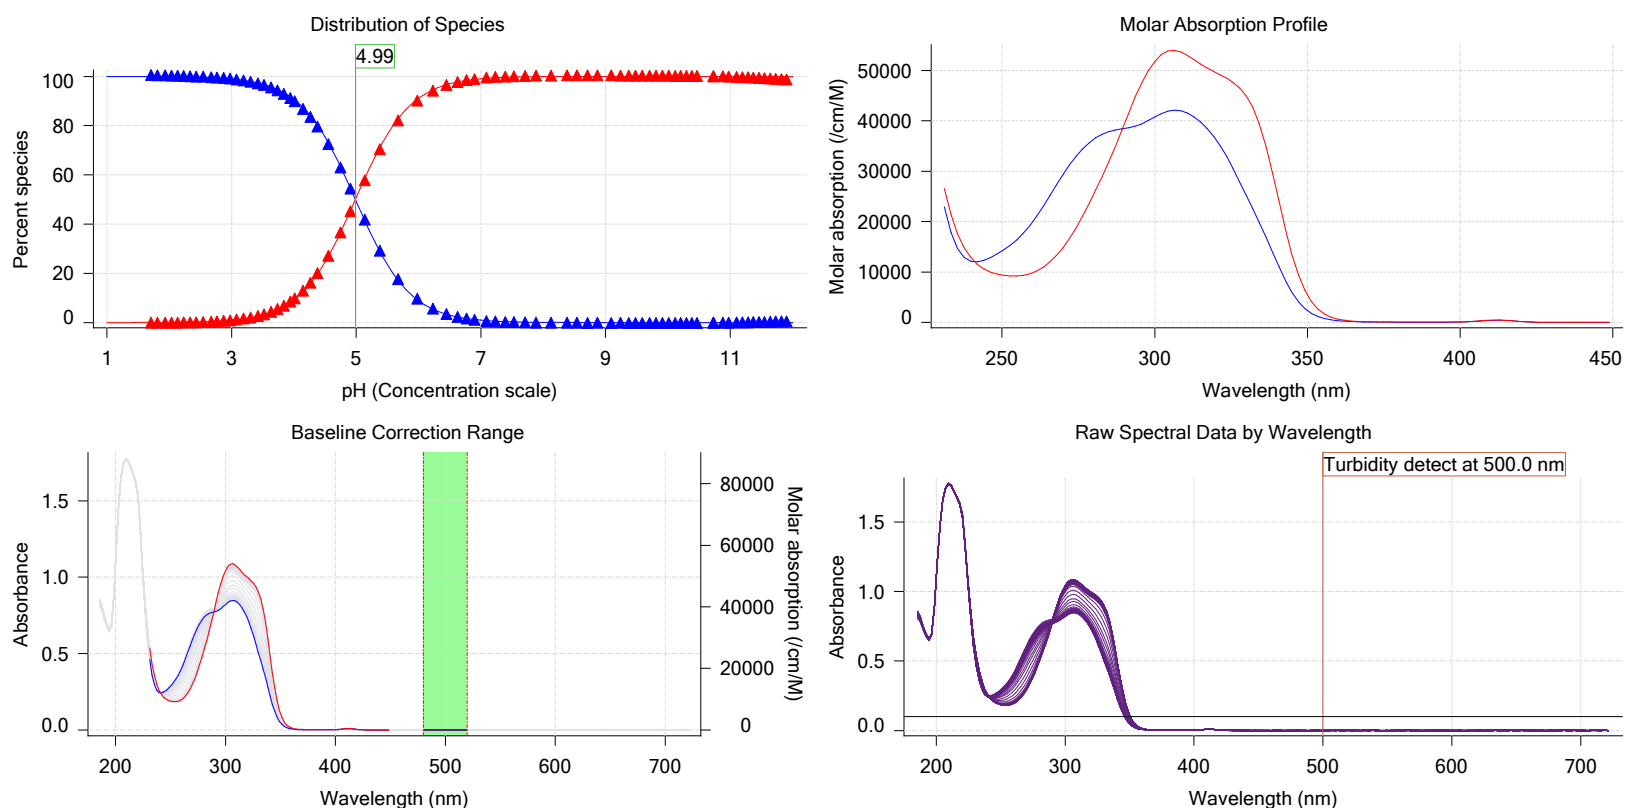 Distribution of Species
4.99
100
80
60
40
20
0
Percent species
1 3 5 7 9 11
pH (Concentration scale)
Molar Absorption Profile
50000
40000
30000
20000
10000
0
Molar absorption (/cm/M)
250 300 350 400 450
Wavelength (nm)
Baseline Correction Range
1.5
1.0
0.5
0.0
Absorbance
80000
60000
40000
20000
0
Molar absorption (/cm/M)
200 300 400 500 600 700
Wavelength (nm)
Raw Spectral Data by Wavelength
Turbidity detect at 500.0 nm
1.5
1.0
0.5
0.0
Absorbance
200 300 400 500 600 700
Wavelength (nm)